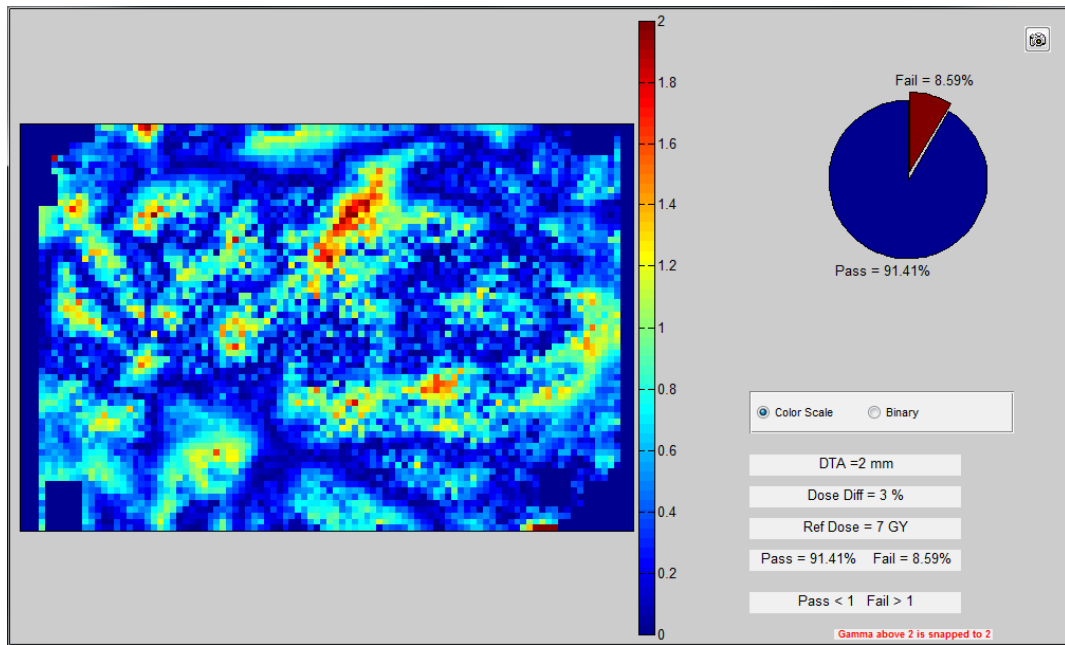 2
1.8
1.6
1.4
1.2
1
0.8
0.6
0.4
0.2
0
Fail = 8.59%
Pass = 91.41%
Color Scale Binary
DTA =2 mm
Dose Diff = 3 %
Ref Dose = 7 GY
Pass = 91.41% Fail = 8.59%
Pass < 1 Fail > 1
Gamma above 2 is snapped to 2